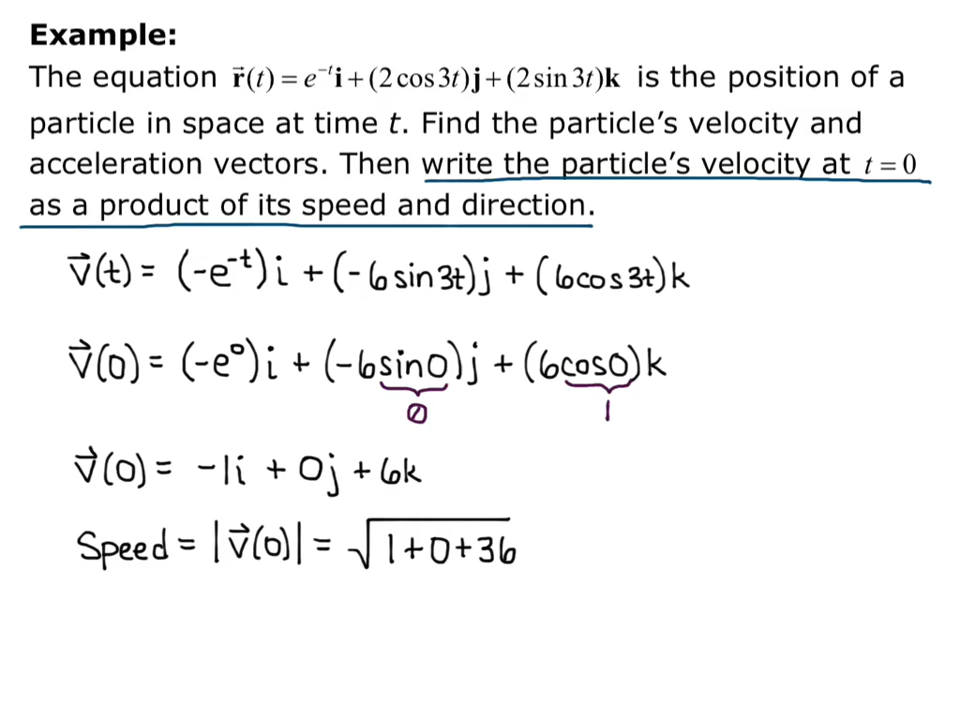 Example:
The equation r⃗(t) = e⁻ᵗi + (2cos3t)j + (2sin3t)k is the position of a
particle in space at time t. Find the particle's velocity and
acceleration vectors. Then write the particle's velocity at t = 0
as a product of its speed and direction.
v⃗(t) = (-e⁻ᵗ)i + (-6sin3t)j + (6cos3t)k
v⃗(0) = (-e⁰)i + (-6sin0)j + (6cos0)k
0 1
v⃗(0) = -1i + 0j + 6k
Speed = |v⃗(0)| = √(1+0+36)